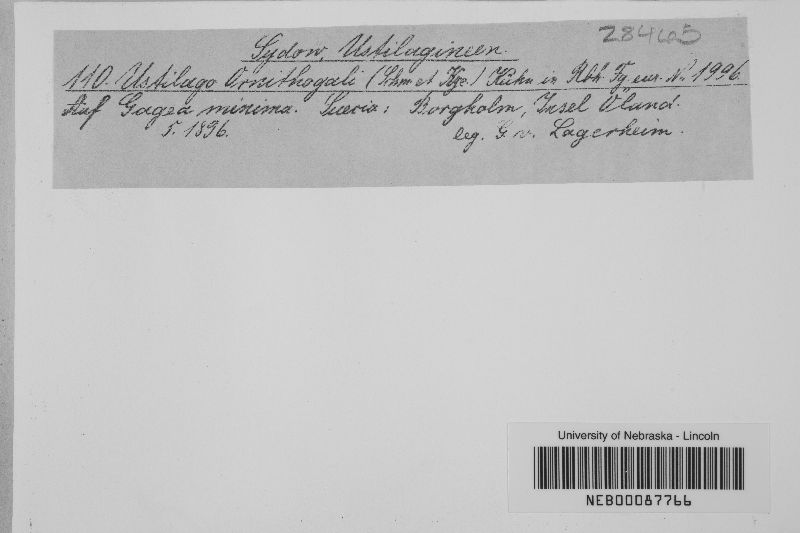 284605
Sydow, Ustilagineen.
110. Ustilago Ornithogali (Schm et Kze.) Kühn in Rbh. Fg. eur. N. 1996
Auf Gagea minima. Suecia: Borgholm, Insel Öland.
5. 1896. leg. G. v. Lagerheim.
University of Nebraska - Lincoln
NEB00087766